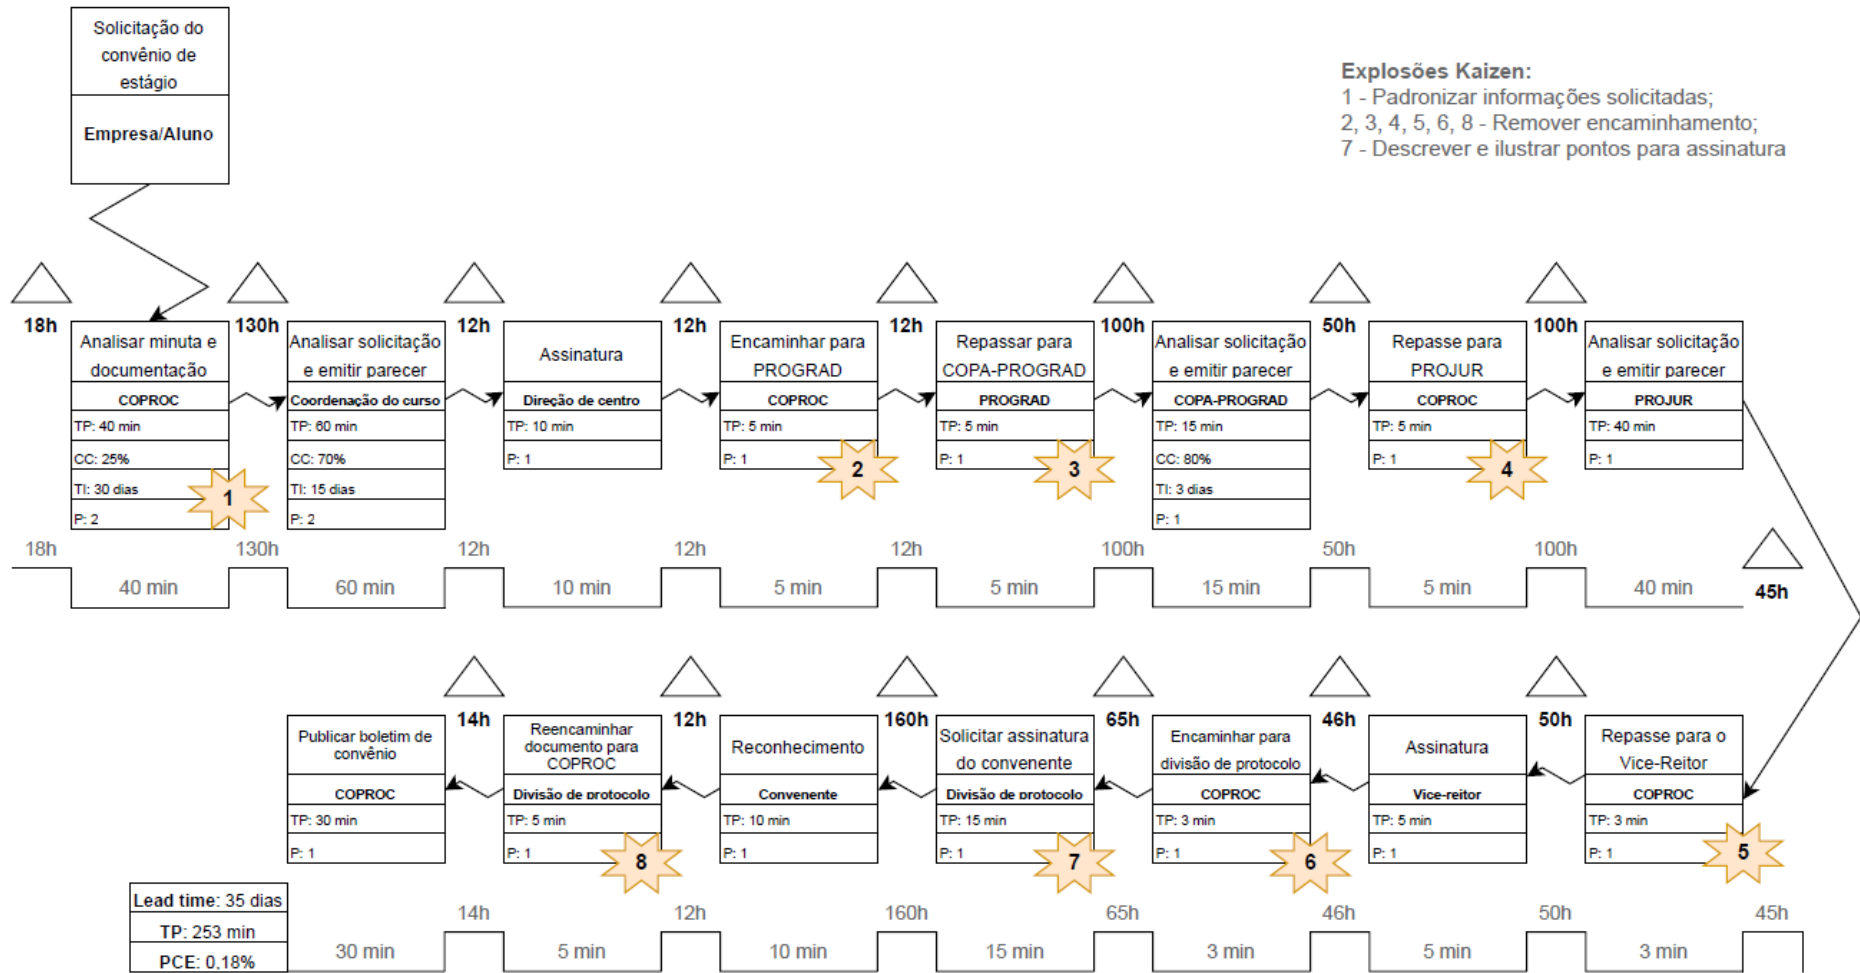 Solicitação do
convênio de
estágio
Empresa/Aluno
Explosões Kaizen:
1 - Padronizar informações solicitadas;
2, 3, 4, 5, 6, 8 - Remover encaminhamento;
7 - Descrever e ilustrar pontos para assinatura
18h
Analisar minuta e
documentação
COPROC
TP: 40 min
CC: 25%
TI: 30 dias
P: 2
1
130h
Analisar solicitação
e emitir parecer
Coordenação do curso
TP: 60 min
CC: 70%
TI: 15 dias
P: 2
12h
Assinatura
Direção de centro
TP: 10 min
P: 1
12h
Encaminhar para
PROGRAD
COPROC
TP: 5 min
P: 1
2
12h
Repassar para
COPA-PROGRAD
PROGRAD
TP: 5 min
P: 1
3
100h
Analisar solicitação
e emitir parecer
COPA-PROGRAD
TP: 15 min
CC: 80%
TI: 3 dias
P: 1
50h
Repasse para
PROJUR
COPROC
TP: 5 min
P: 1
4
100h
Analisar solicitação
e emitir parecer
PROJUR
TP: 40 min
P: 1
18h 130h 12h 12h 12h 100h 50h 100h
40 min 60 min 10 min 5 min 5 min 15 min 5 min 40 min
45h
Publicar boletim de
convênio
COPROC
TP: 30 min
P: 1
14h
Reencaminhar
documento para
COPROC
Divisão de protocolo
TP: 5 min
P: 1
8
12h
Reconhecimento
Convenente
TP: 10 min
P: 1
160h
Solicitar assinatura
do convenente
Divisão de protocolo
TP: 15 min
P: 1
7
65h
Encaminhar para
divisão de protocolo
COPROC
TP: 3 min
P: 1
6
46h
Assinatura
Vice-reitor
TP: 5 min
P: 1
50h
Repasse para o
Vice-Reitor
COPROC
TP: 3 min
P: 1
5
Lead time: 35 dias
TP: 253 min
PCE: 0,18%
14h 12h 160h 65h 46h 50h 45h
30 min 5 min 10 min 15 min 3 min 5 min 3 min